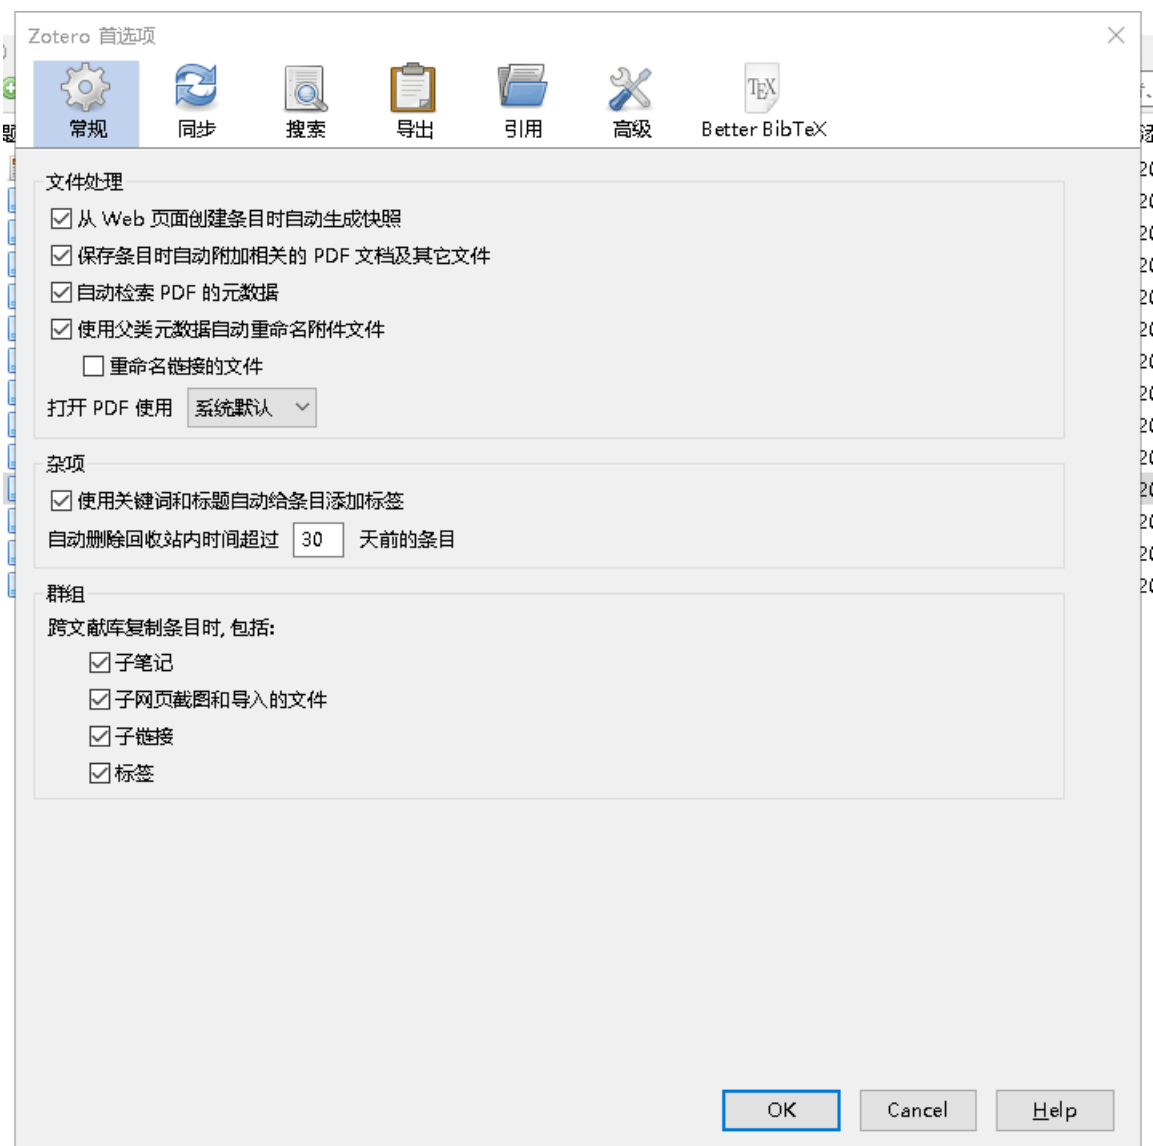 Zotero 首选项
常规 同步 搜索 导出 引用 高级 Better BibTeX
文件处理
从 Web 页面创建条目时自动生成快照
保存条目时自动附加相关的 PDF 文档及其它文件
自动检索 PDF 的元数据
使用父类元数据自动重命名附件文件
重命名链接的文件
打开 PDF 使用 系统默认
杂项
使用关键词和标题自动给条目添加标签
自动删除回收站内时间超过 30 天前的条目
群组
跨文献库复制条目时, 包括:
子笔记
子网页截图和导入的文件
子链接
标签
OK Cancel Help